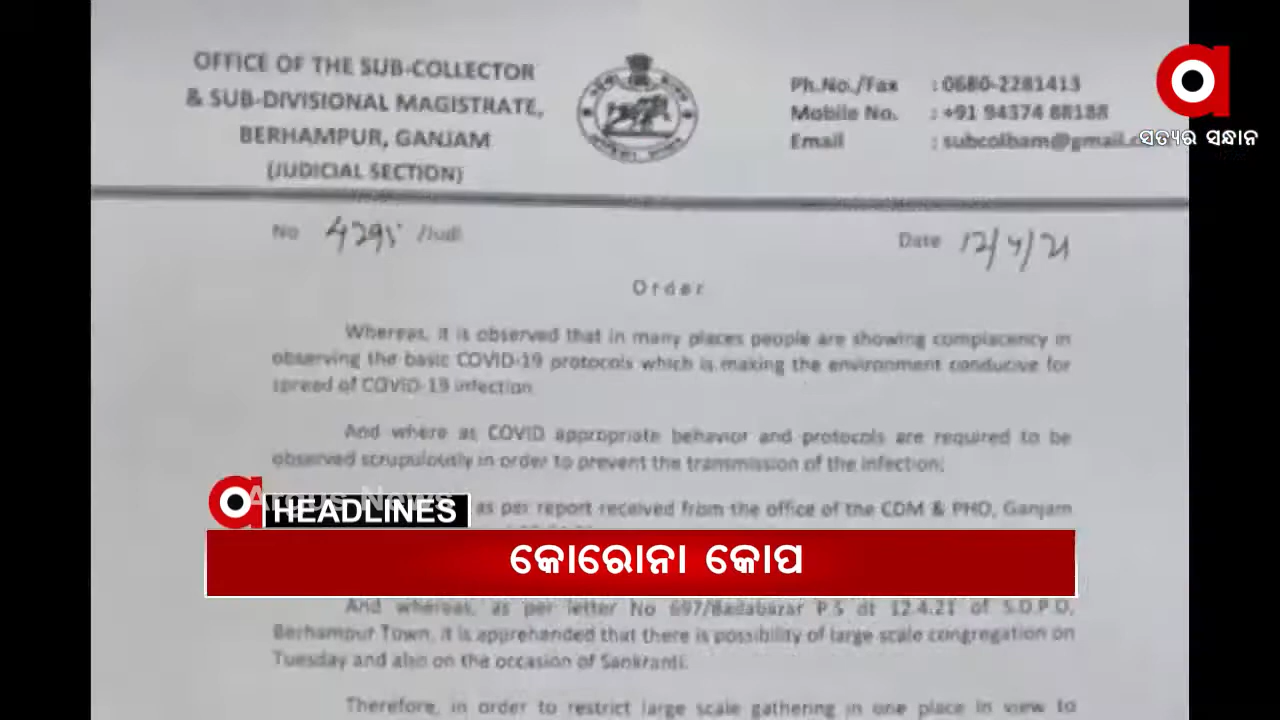 OFFICE OF THE SUB-COLLECTOR
& SUB-DIVISIONAL MAGISTRATE,
BERHAMPUR, GANJAM
(JUDICIAL SECTION)
Ph.No./Fax : 0680-2281413
Mobile No. : +91 94374 88188
Email : subcolbam@gmail.c
ସତ୍ୟର ସନ୍ଧାନ
No 4295 /Judl
Date 12/4/21
Order
Whereas, it is observed that in many places people are showing complacency in
observing the basic COVID-19 protocols which is making the environment conducive for
spread of COVID-19 infection.
And where as COVID appropriate behavior and protocols are required to be
observed scrupulously in order to prevent the transmission of the infection;
Argus News
HEADLINES
as per report received from the office of the CDM & PHO, Ganjam
କୋରୋନା କୋପ
And whereas, as per letter No 697/Badabazar P.S dt 12.4.21 of S.D.P.O,
Berhampur Town, it is apprehended that there is possibility of large scale congregation on
Tuesday and also on the occasion of Sankranti.
Therefore, in order to restrict large scale gathering in one place in view to